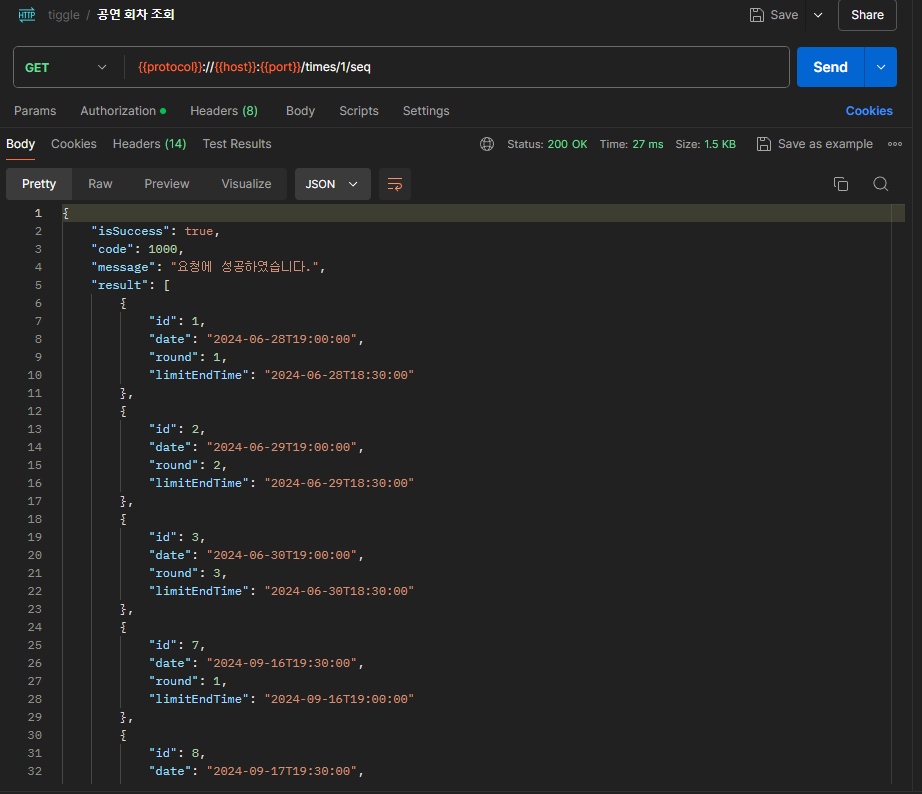 HTTP tiggle / 공연 회차 조회 Save Share
GET {{protocol}}://{{host}}:{{port}}/times/1/seq Send
Params Authorization Headers (8) Body Scripts Settings Cookies
Body Cookies Headers (14) Test Results Status: 200 OK Time: 27 ms Size: 1.5 KB Save as example
Pretty Raw Preview Visualize JSON
1 {
2 "isSuccess": true,
3 "code": 1000,
4 "message": "요청에 성공하였습니다.",
5 "result": [
6 {
7 "id": 1,
8 "date": "2024-06-28T19:00:00",
9 "round": 1,
10 "limitEndTime": "2024-06-28T18:30:00"
11 },
12 {
13 "id": 2,
14 "date": "2024-06-29T19:00:00",
15 "round": 2,
16 "limitEndTime": "2024-06-29T18:30:00"
17 },
18 {
19 "id": 3,
20 "date": "2024-06-30T19:00:00",
21 "round": 3,
22 "limitEndTime": "2024-06-30T18:30:00"
23 },
24 {
25 "id": 7,
26 "date": "2024-09-16T19:30:00",
27 "round": 1,
28 "limitEndTime": "2024-09-16T19:00:00"
29 },
30 {
31 "id": 8,
32 "date": "2024-09-17T19:30:00",